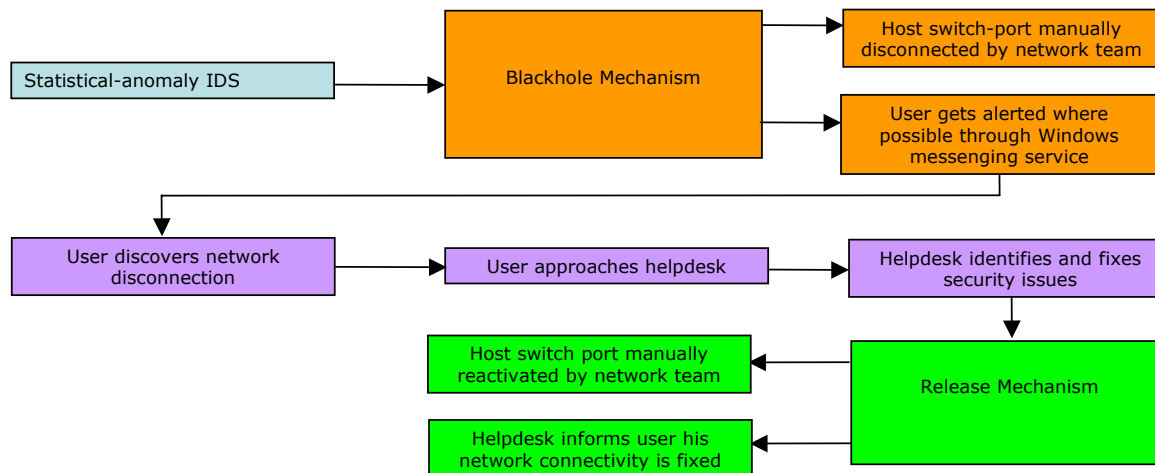 Statistical-anomaly IDS
Blackhole Mechanism
Host switch-port manually
disconnected by network team
User gets alerted where
possible through Windows
messenging service
User discovers network
disconnection
User approaches helpdesk
Helpdesk identifies and fixes
security issues
Host switch port manually
reactivated by network team
Release Mechanism
Helpdesk informs user his
network connectivity is fixed